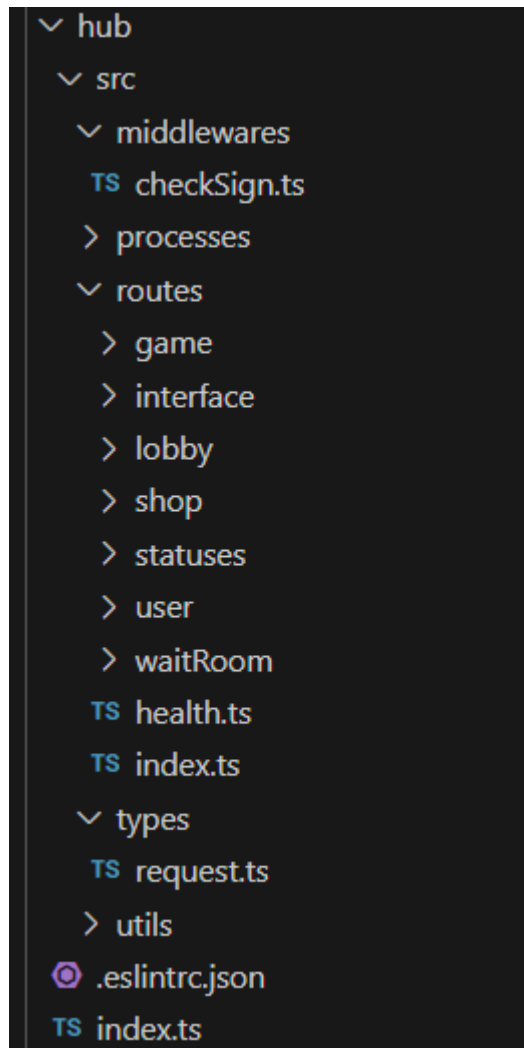 hub
src
middlewares
TS checkSign.ts
processes
routes
game
interface
lobby
shop
statuses
user
waitRoom
TS health.ts
TS index.ts
types
TS request.ts
utils
.eslintrc.json
TS index.ts